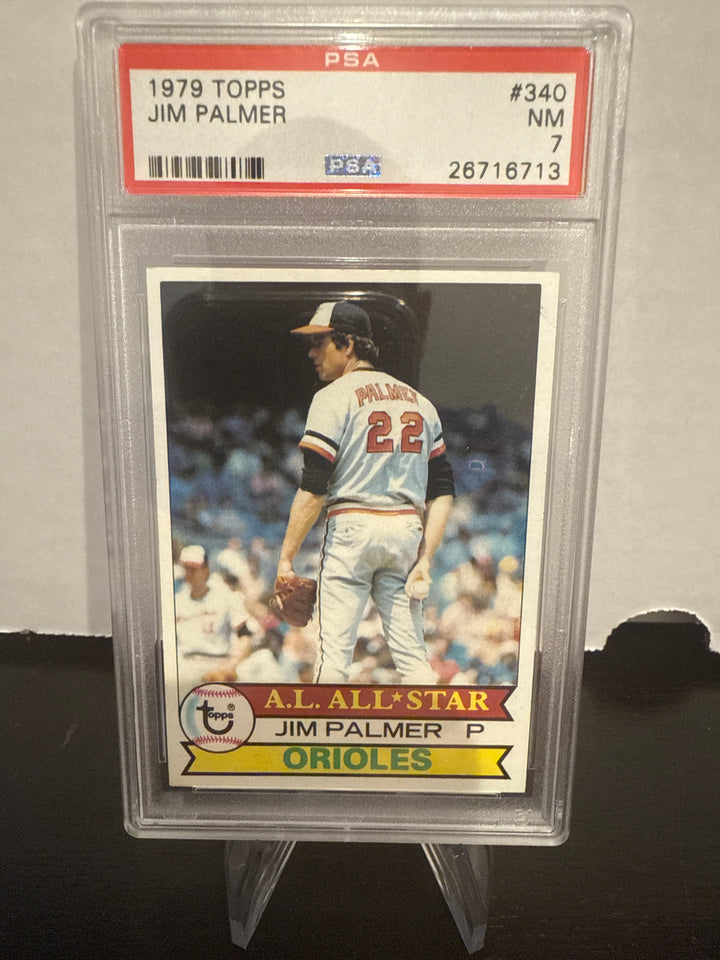 PSA
1979 TOPPS #340
JIM PALMER NM
7
PSA 26716713
PALMER
22
A.L. ALL★STAR
topps®
JIM PALMER P
ORIOLES